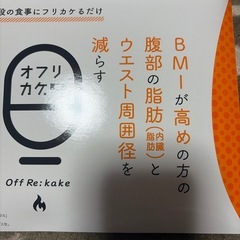 段の食事にフリカケるだけ
オフリ
カケ
Off Re:kake
BMIが高めの方の
腹部の脂肪(内臓脂肪)と
ウエスト周囲径を
減らす